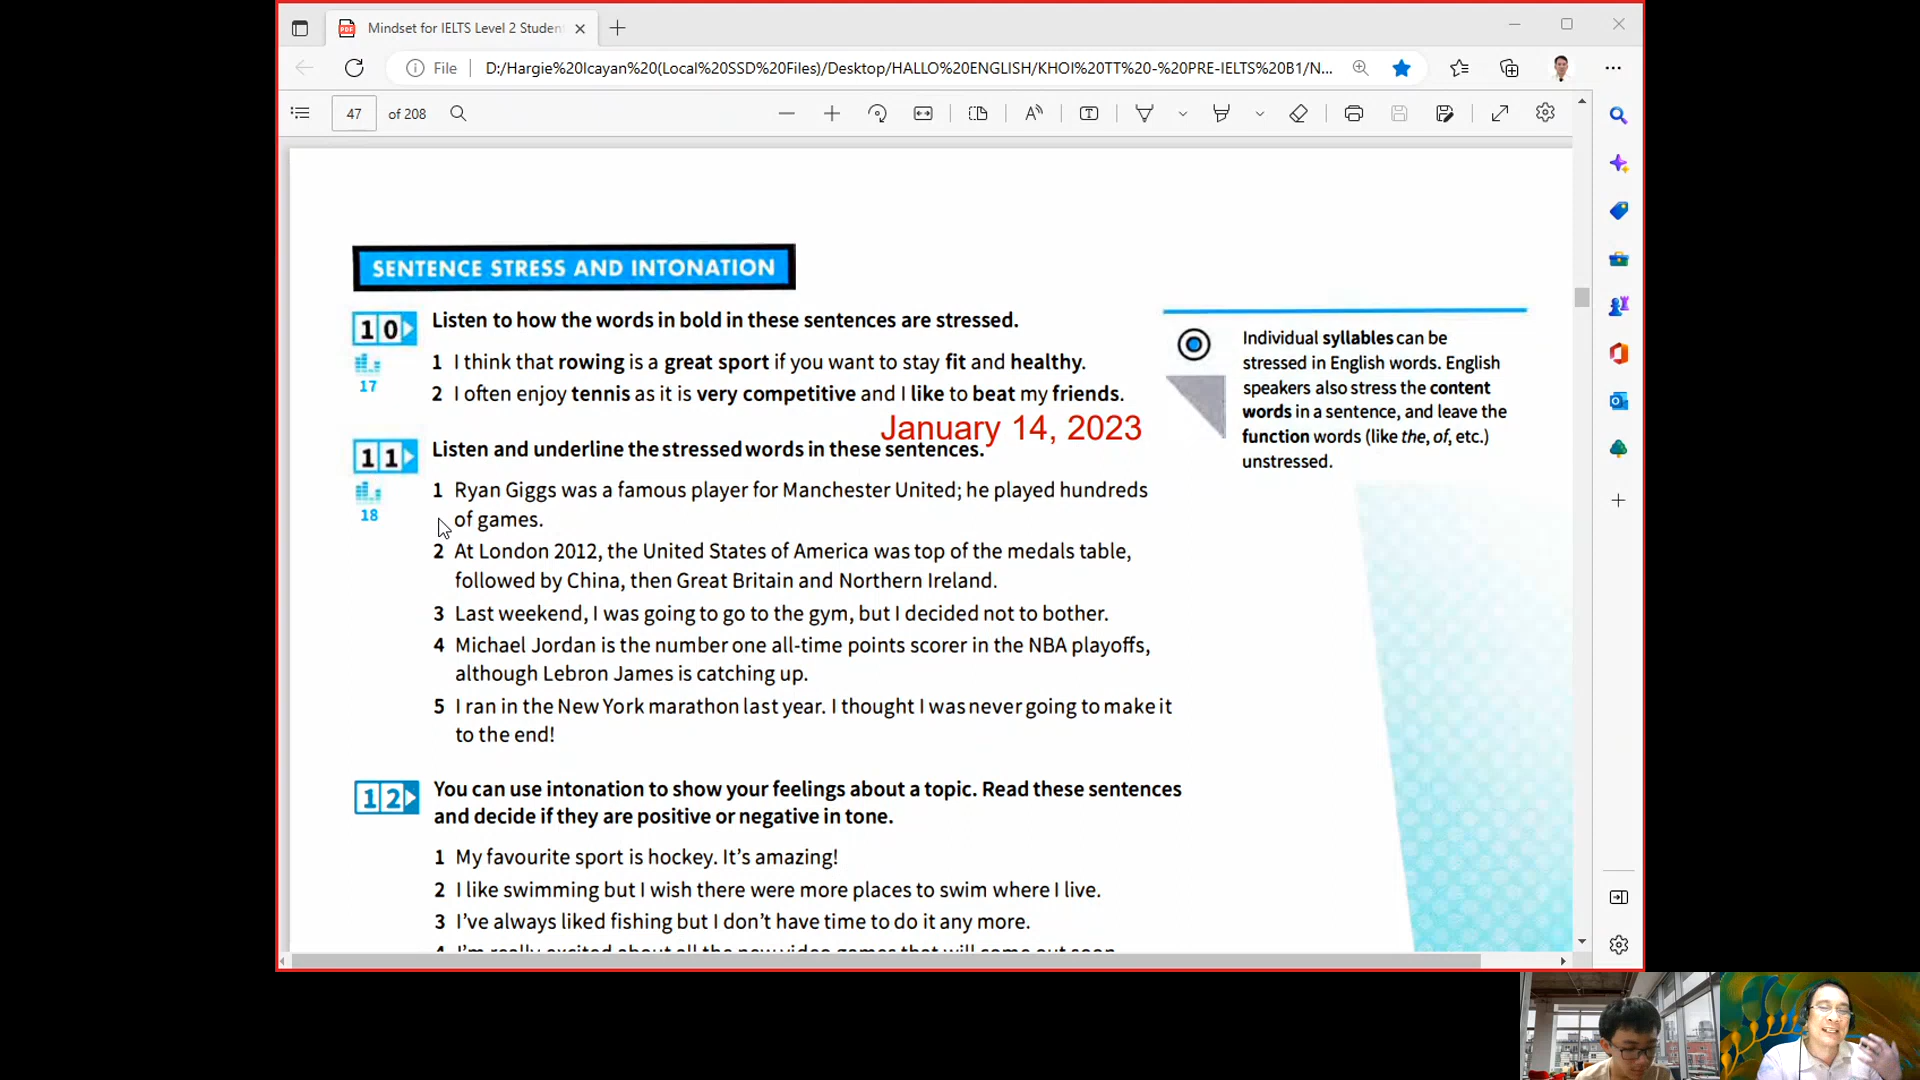 Mindset for IELTS Level 2 Studen
File
D:/Hargie%20Icayan%20(Local%20SSD%20Files)/Desktop/HALLO%20ENGLISH/KHOI%20TT%20-%20PRE-IELTS%20B1/N...
47 of 208
SENTENCE STRESS AND INTONATION
10 Listen to how the words in bold in these sentences are stressed.
17
1 I think that rowing is a great sport if you want to stay fit and healthy.
2 I often enjoy tennis as it is very competitive and I like to beat my friends.
January 14, 2023
11 Listen and underline the stressed words in these sentences.
18
1 Ryan Giggs was a famous player for Manchester United; he played hundreds
of games.
2 At London 2012, the United States of America was top of the medals table,
followed by China, then Great Britain and Northern Ireland.
3 Last weekend, I was going to go to the gym, but I decided not to bother.
4 Michael Jordan is the number one all-time points scorer in the NBA playoffs,
although Lebron James is catching up.
5 I ran in the New York marathon last year. I thought I was never going to make it
to the end!
12 You can use intonation to show your feelings about a topic. Read these sentences
and decide if they are positive or negative in tone.
1 My favourite sport is hockey. It's amazing!
2 I like swimming but I wish there were more places to swim where I live.
3 I've always liked fishing but I don't have time to do it any more.
4 I'm really excited about all the new video games that will come out soon.
Individual syllables can be
stressed in English words. English
speakers also stress the content
words in a sentence, and leave the
function words (like the, of, etc.)
unstressed.